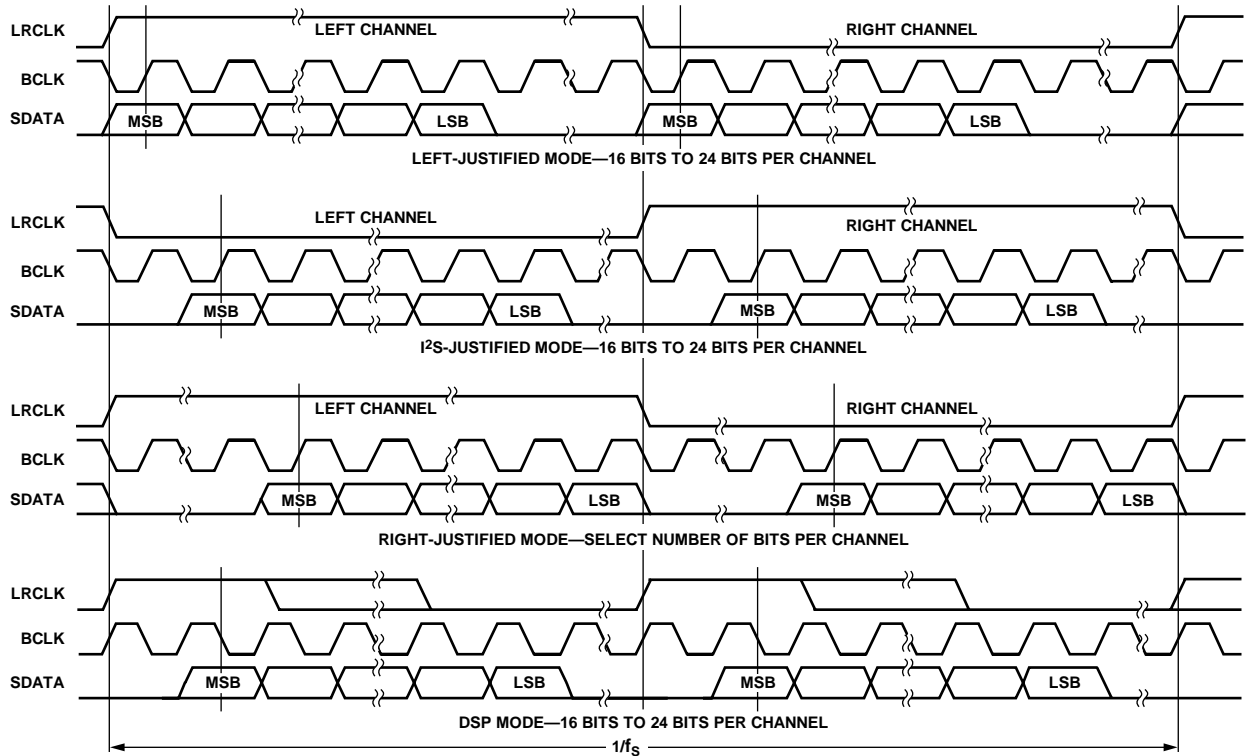 LRCLK LEFT CHANNEL RIGHT CHANNEL
BCLK
SDATA MSB LSB MSB LSB
LEFT-JUSTIFIED MODE—16 BITS TO 24 BITS PER CHANNEL
LRCLK LEFT CHANNEL RIGHT CHANNEL
BCLK
SDATA MSB LSB MSB LSB
I²S-JUSTIFIED MODE—16 BITS TO 24 BITS PER CHANNEL
LRCLK LEFT CHANNEL RIGHT CHANNEL
BCLK
SDATA MSB LSB MSB LSB
RIGHT-JUSTIFIED MODE—SELECT NUMBER OF BITS PER CHANNEL
LRCLK
BCLK
SDATA MSB LSB MSB LSB
DSP MODE—16 BITS TO 24 BITS PER CHANNEL
1/fS